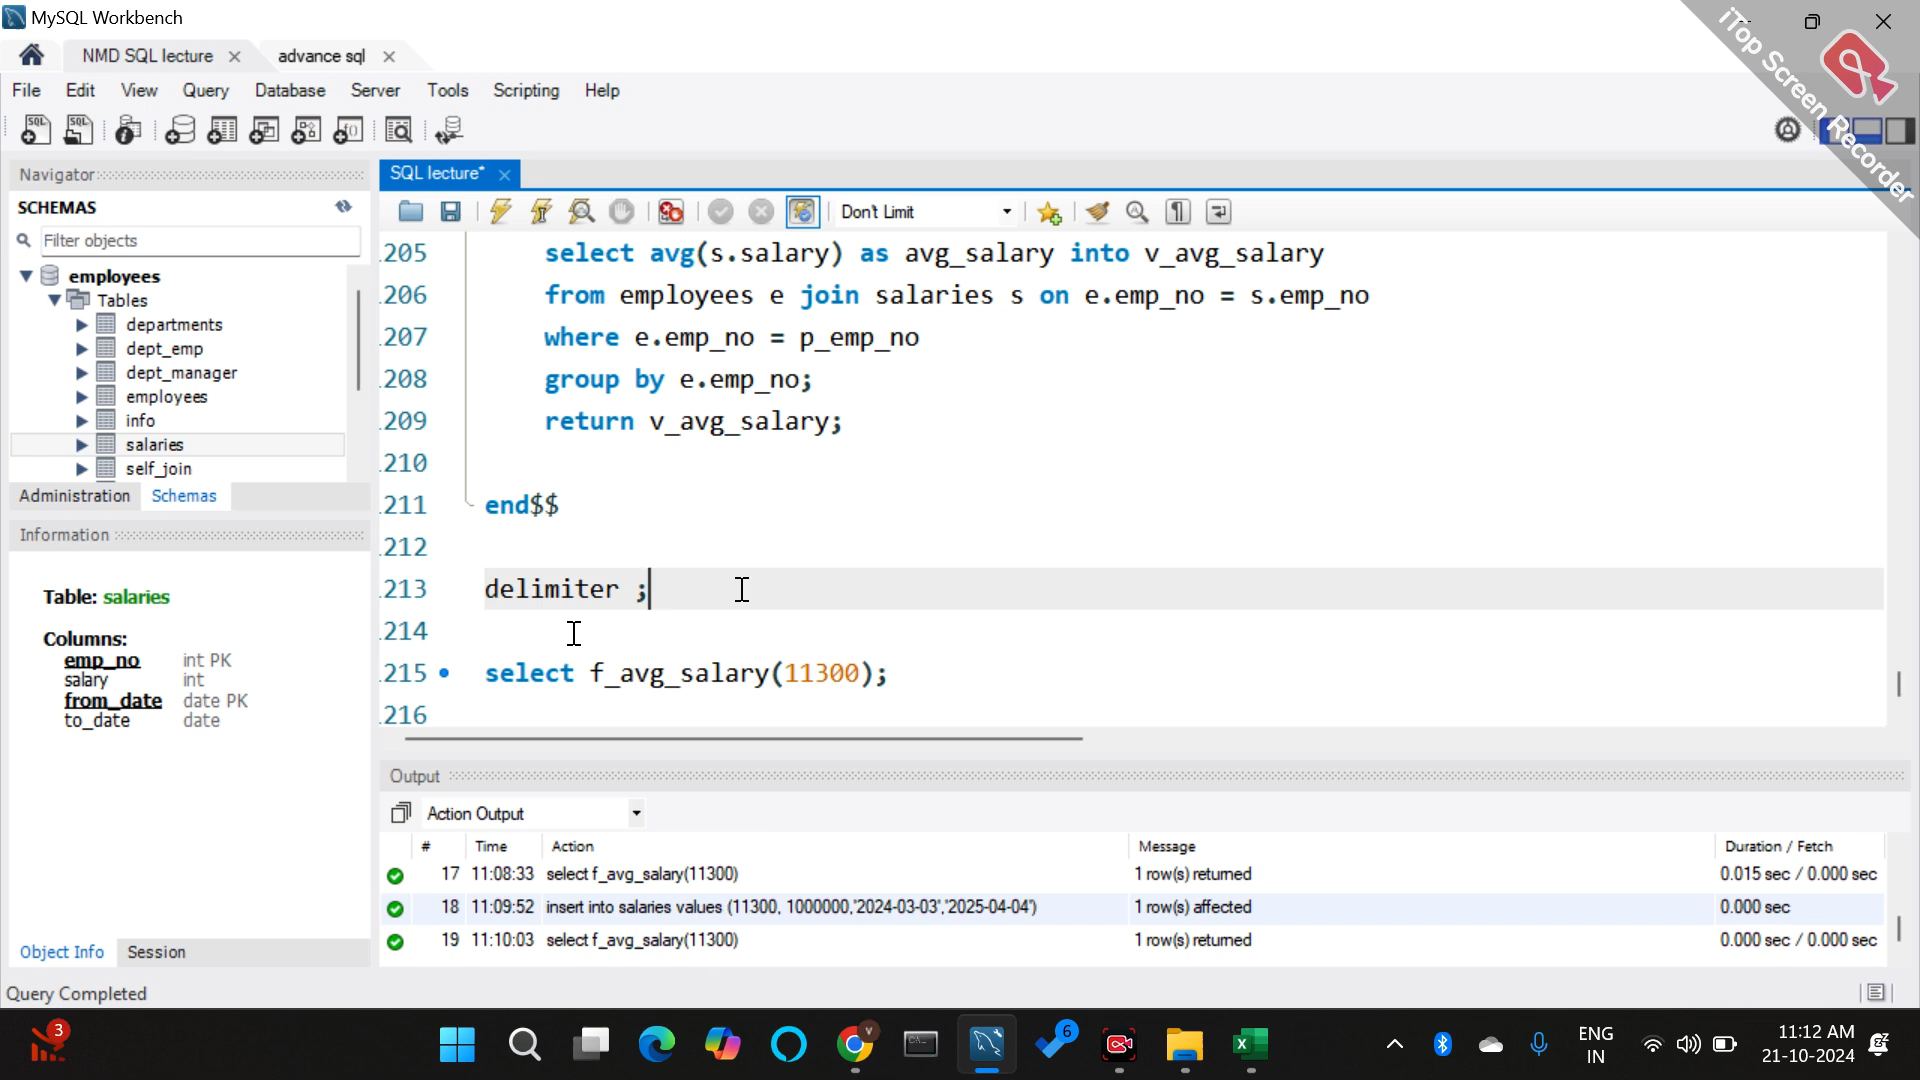 MySQL Workbench
NMD SQL lecture
advance sql
File Edit View Query Database Server Tools Scripting Help
iTop Screen Recorder
Navigator
SCHEMAS
Filter objects
employees
Tables
departments
dept_emp
dept_manager
employees
info
salaries
self_join
Administration Schemas
Information
Table: salaries
Columns:
emp_no int PK
salary int
from_date date PK
to_date date
Object Info Session
SQL lecture*
Don't Limit
205 select avg(s.salary) as avg_salary into v_avg_salary
206 from employees e join salaries s on e.emp_no = s.emp_no
207 where e.emp_no = p_emp_no
208 group by e.emp_no;
209 return v_avg_salary;
210
211 end$$
212
213 delimiter ;
214
215 select f_avg_salary(11300);
216
Output
Action Output
# Time Action Message Duration / Fetch
17 11:08:33 select f_avg_salary(11300) 1 row(s) returned 0.015 sec / 0.000 sec
18 11:09:52 insert into salaries values (11300, 1000000,'2024-03-03','2025-04-04') 1 row(s) affected 0.000 sec
19 11:10:03 select f_avg_salary(11300) 1 row(s) returned 0.000 sec / 0.000 sec
Query Completed
3
V
6
ENG
IN
11:12 AM
21-10-2024